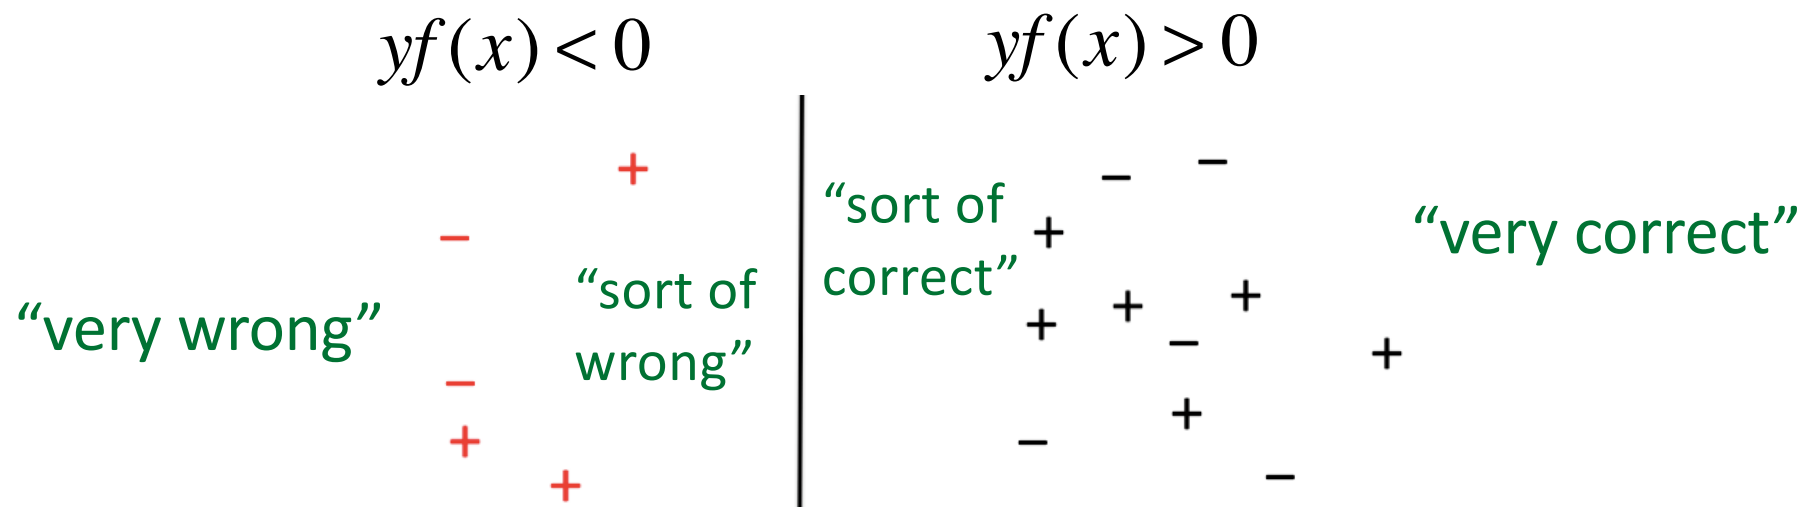 yf(x) < 0
yf(x) > 0
“very wrong”
“sort of
wrong”
“sort of
correct”
“very correct”